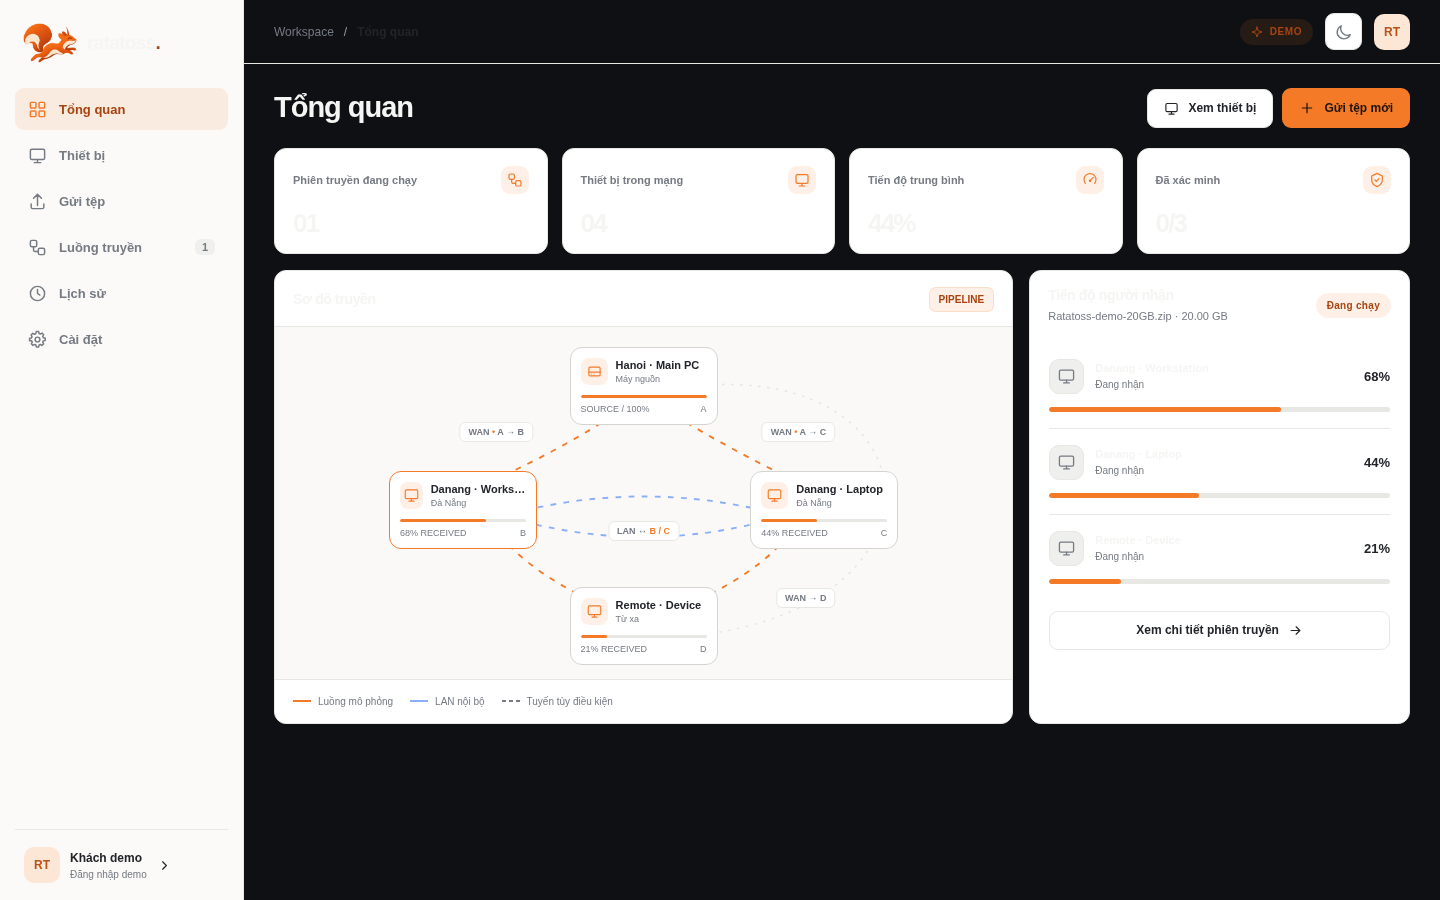 ratatoss.
Tổng quan
Thiết bị
Gửi tệp
Luồng truyền 1
Lịch sử
Cài đặt
RT
Khách demo
Đăng nhập demo
Workspace / Tổng quan
DEMO
RT
Tổng quan
Xem thiết bị
Gửi tệp mới
Phiên truyền đang chạy
01
Thiết bị trong mạng
04
Tiến độ trung bình
44%
Đã xác minh
0/3
Sơ đồ truyền
PIPELINE
Hanoi · Main PC
Máy nguồn
SOURCE / 100% A
WAN • A → B
WAN • A → C
Danang · Works...
Đà Nẵng
68% RECEIVED B
LAN ↔ B / C
Danang · Laptop
Đà Nẵng
44% RECEIVED C
Remote · Device
Từ xa
21% RECEIVED D
WAN → D
Luồng mô phỏng
LAN nội bộ
Tuyến tùy điều kiện
Tiến độ người nhận
Ratatoss-demo-20GB.zip · 20.00 GB
Đang chạy
Danang · Workstation
Đang nhận
68%
Danang · Laptop
Đang nhận
44%
Remote · Device
Đang nhận
21%
Xem chi tiết phiên truyền →